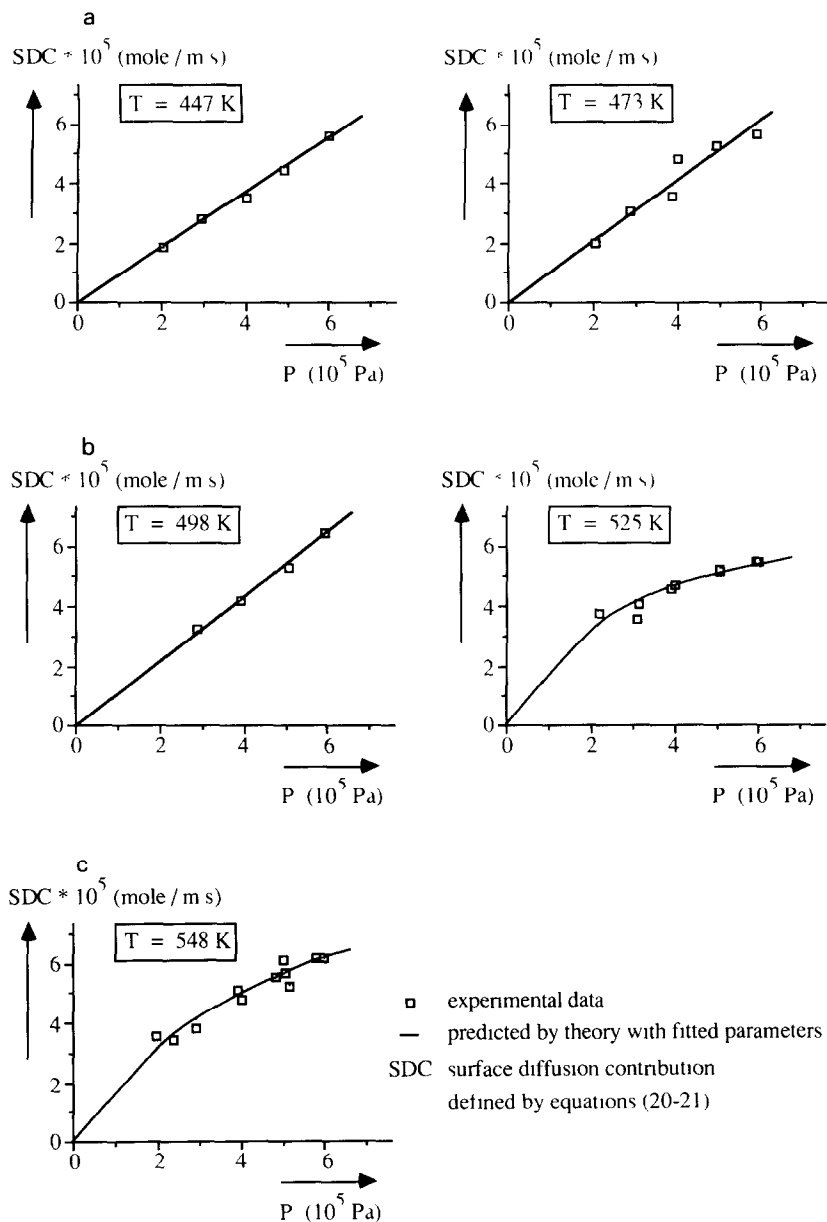 a
SDC * 10^5 (mole / m s)
T = 447 K
6
4
2
0
0 2 4 6
P (10^5 Pa)
SDC * 10^5 (mole / m s)
T = 473 K
6
4
2
0
0 2 4 6
P (10^5 Pa)
b
SDC * 10^5 (mole / m s)
T = 498 K
6
4
2
0
0 2 4 6
P (10^5 Pa)
SDC * 10^5 (mole / m s)
T = 525 K
6
4
2
0
0 2 4 6
P (10^5 Pa)
c
SDC * 10^5 (mole / m s)
T = 548 K
6
4
2
0
0 2 4 6
P (10^5 Pa)
experimental data
predicted by theory with fitted parameters
SDC surface diffusion contribution
defined by equations (20-21)